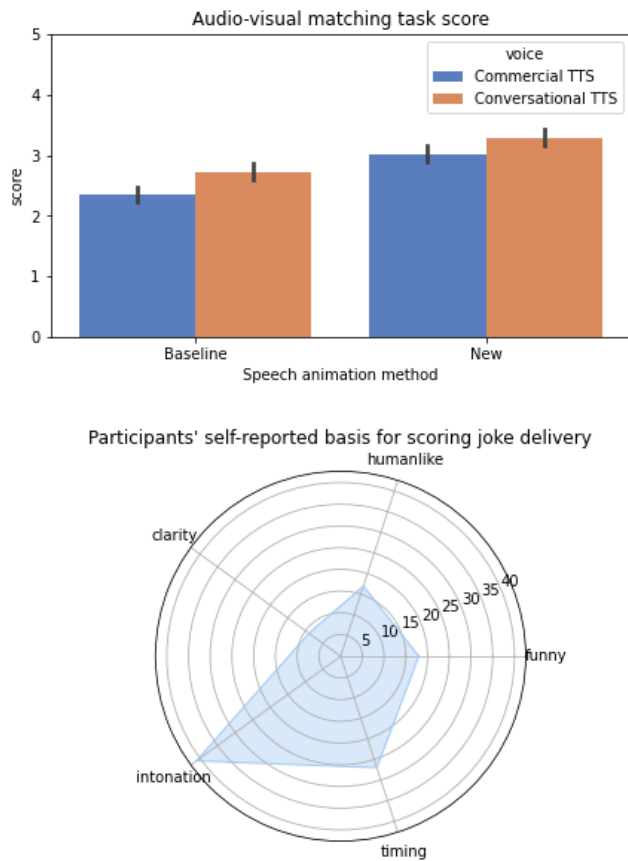 Audio-visual matching task score
5
4
3
2
1
0
score
voice
Commercial TTS
Conversational TTS
Baseline
New
Speech animation method
Participants' self-reported basis for scoring joke delivery
humanlike
clarity
funny
intonation
timing
5
10
15
20
25
30
35
40